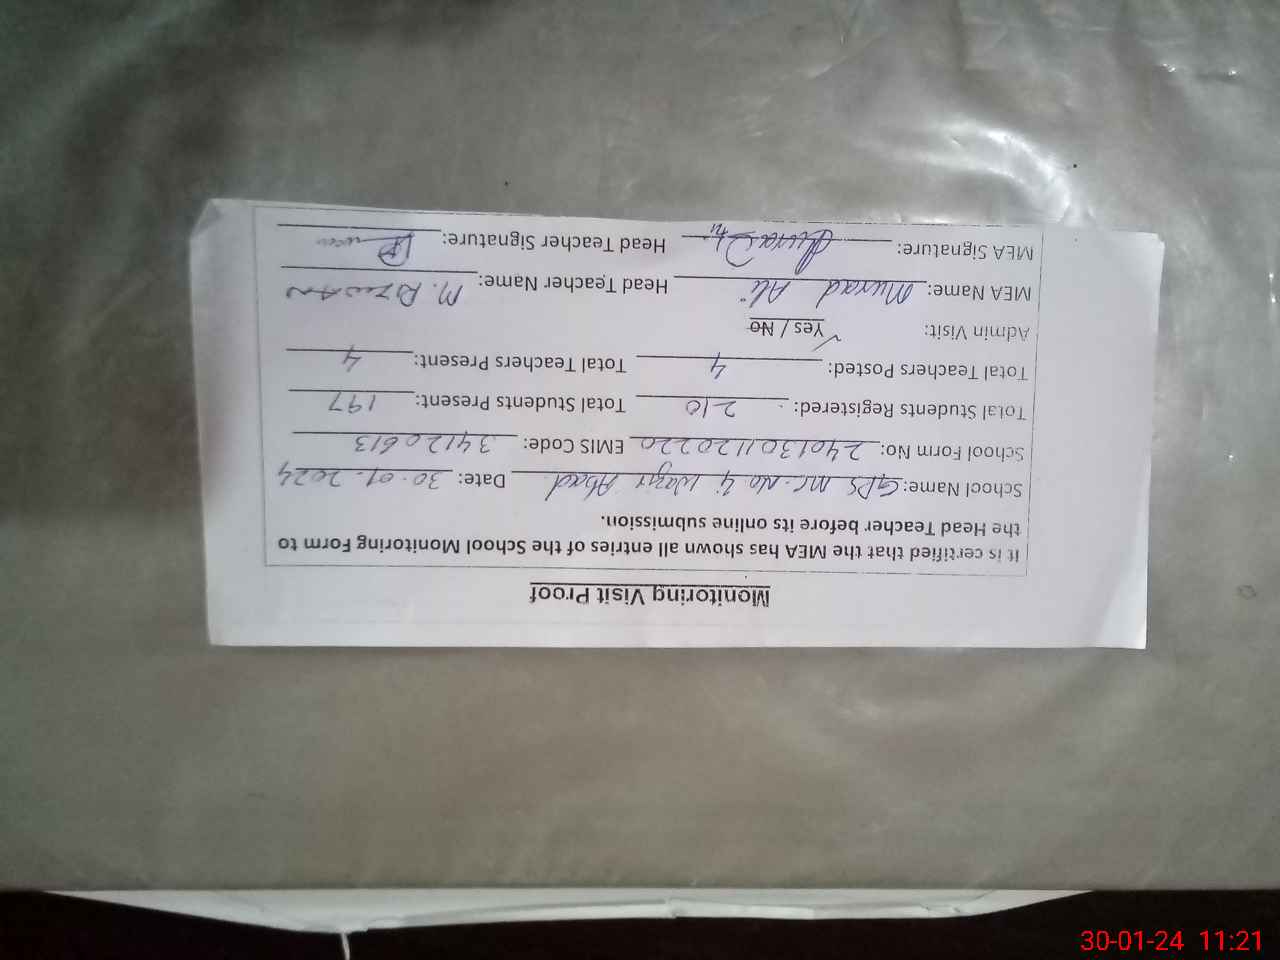 Monitoring Visit Proof
It is certified that the MEA has shown all entries of the School Monitoring Form to
the Head Teacher before its online submission.
School Name: GPS MC No 4 Wazir Abad Date: 30-01-2024
School Form No: 2401301120220 EMIS Code: 34120613
Total Students Registered: 210 Total Students Present: 197
Total Teachers Posted: 4 Total Teachers Present: 4
Admin Visit: Yes / No
MEA Name: Murad Ali Head Teacher Name: M. Rizwan
MEA Signature: Head Teacher Signature:
30-01-24 11:21